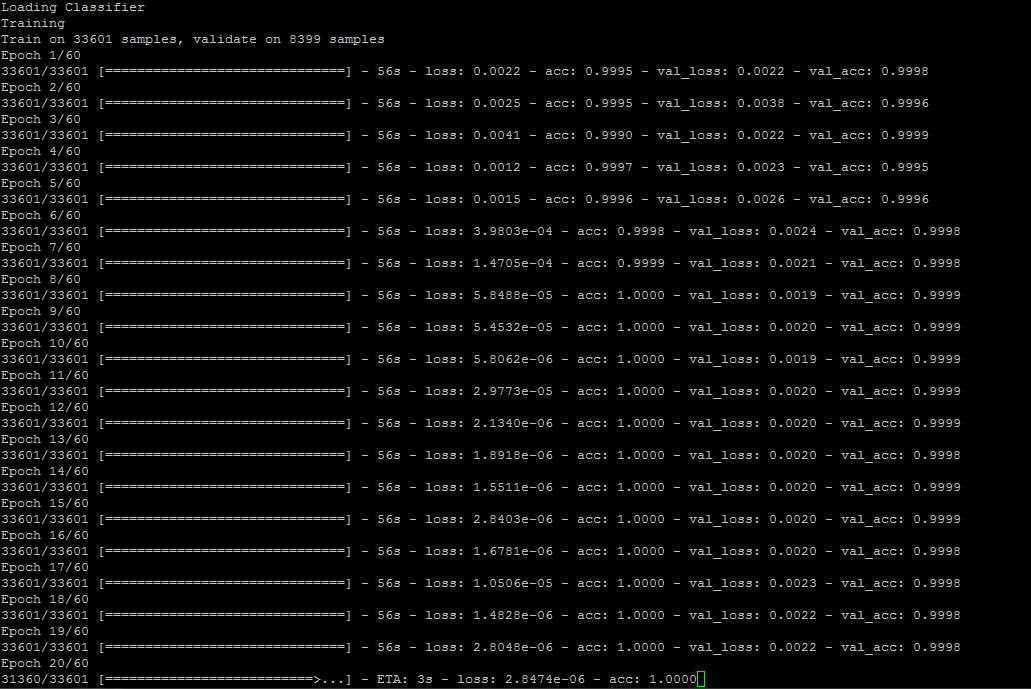 Loading Classifier
Training
Train on 33601 samples, validate on 8399 samples
Epoch 1/60
33601/33601 [==============================] - 56s - loss: 0.0022 - acc: 0.9995 - val_loss: 0.0022 - val_acc: 0.9998
Epoch 2/60
33601/33601 [==============================] - 56s - loss: 0.0025 - acc: 0.9995 - val_loss: 0.0038 - val_acc: 0.9996
Epoch 3/60
33601/33601 [==============================] - 56s - loss: 0.0041 - acc: 0.9990 - val_loss: 0.0022 - val_acc: 0.9999
Epoch 4/60
33601/33601 [==============================] - 56s - loss: 0.0012 - acc: 0.9997 - val_loss: 0.0023 - val_acc: 0.9995
Epoch 5/60
33601/33601 [==============================] - 56s - loss: 0.0015 - acc: 0.9996 - val_loss: 0.0026 - val_acc: 0.9996
Epoch 6/60
33601/33601 [==============================] - 56s - loss: 3.9803e-04 - acc: 0.9998 - val_loss: 0.0024 - val_acc: 0.9998
Epoch 7/60
33601/33601 [==============================] - 56s - loss: 1.4705e-04 - acc: 0.9999 - val_loss: 0.0021 - val_acc: 0.9998
Epoch 8/60
33601/33601 [==============================] - 56s - loss: 5.8488e-05 - acc: 1.0000 - val_loss: 0.0019 - val_acc: 0.9999
Epoch 9/60
33601/33601 [==============================] - 56s - loss: 5.4532e-05 - acc: 1.0000 - val_loss: 0.0020 - val_acc: 0.9999
Epoch 10/60
33601/33601 [==============================] - 56s - loss: 5.8062e-06 - acc: 1.0000 - val_loss: 0.0019 - val_acc: 0.9999
Epoch 11/60
33601/33601 [==============================] - 56s - loss: 2.9773e-05 - acc: 1.0000 - val_loss: 0.0020 - val_acc: 0.9999
Epoch 12/60
33601/33601 [==============================] - 56s - loss: 2.1340e-06 - acc: 1.0000 - val_loss: 0.0020 - val_acc: 0.9999
Epoch 13/60
33601/33601 [==============================] - 56s - loss: 1.8918e-06 - acc: 1.0000 - val_loss: 0.0020 - val_acc: 0.9998
Epoch 14/60
33601/33601 [==============================] - 56s - loss: 1.5511e-06 - acc: 1.0000 - val_loss: 0.0020 - val_acc: 0.9999
Epoch 15/60
33601/33601 [==============================] - 56s - loss: 2.8403e-06 - acc: 1.0000 - val_loss: 0.0020 - val_acc: 0.9999
Epoch 16/60
33601/33601 [==============================] - 56s - loss: 1.6781e-06 - acc: 1.0000 - val_loss: 0.0020 - val_acc: 0.9998
Epoch 17/60
33601/33601 [==============================] - 56s - loss: 1.0506e-05 - acc: 1.0000 - val_loss: 0.0023 - val_acc: 0.9998
Epoch 18/60
33601/33601 [==============================] - 56s - loss: 1.4828e-06 - acc: 1.0000 - val_loss: 0.0022 - val_acc: 0.9998
Epoch 19/60
33601/33601 [==============================] - 56s - loss: 2.8048e-06 - acc: 1.0000 - val_loss: 0.0022 - val_acc: 0.9998
Epoch 20/60
31360/33601 [==========================>...] - ETA: 3s - loss: 2.8474e-06 - acc: 1.0000